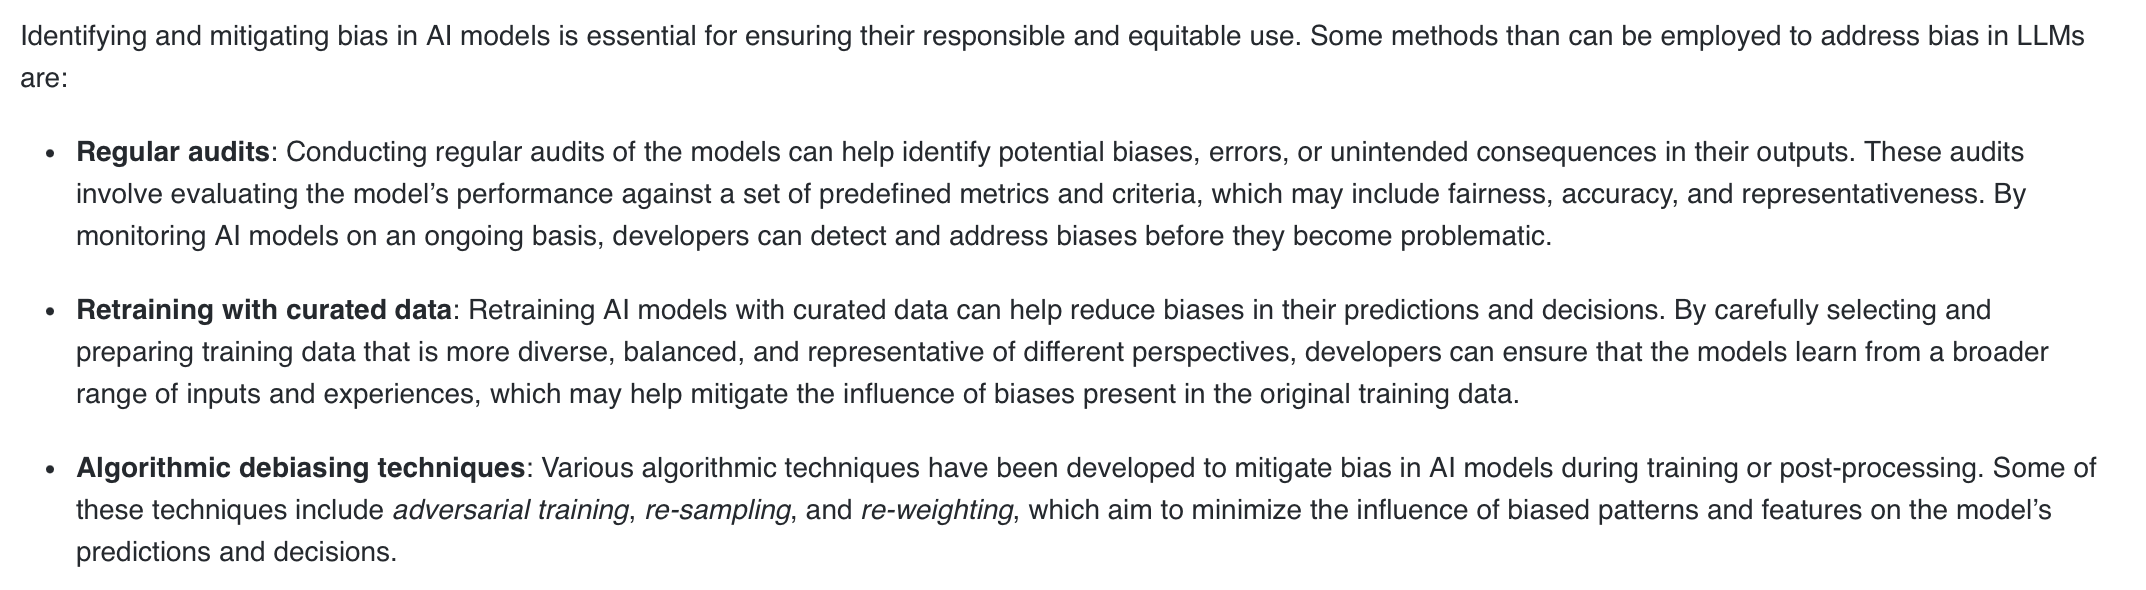 Identifying and mitigating bias in AI models is essential for ensuring their responsible and equitable use. Some methods than can be employed to address bias in LLMs
are:
• Regular audits: Conducting regular audits of the models can help identify potential biases, errors, or unintended consequences in their outputs. These audits
involve evaluating the model’s performance against a set of predefined metrics and criteria, which may include fairness, accuracy, and representativeness. By
monitoring AI models on an ongoing basis, developers can detect and address biases before they become problematic.
• Retraining with curated data: Retraining AI models with curated data can help reduce biases in their predictions and decisions. By carefully selecting and
preparing training data that is more diverse, balanced, and representative of different perspectives, developers can ensure that the models learn from a broader
range of inputs and experiences, which may help mitigate the influence of biases present in the original training data.
• Algorithmic debiasing techniques: Various algorithmic techniques have been developed to mitigate bias in AI models during training or post-processing. Some of
these techniques include adversarial training, re-sampling, and re-weighting, which aim to minimize the influence of biased patterns and features on the model’s
predictions and decisions.